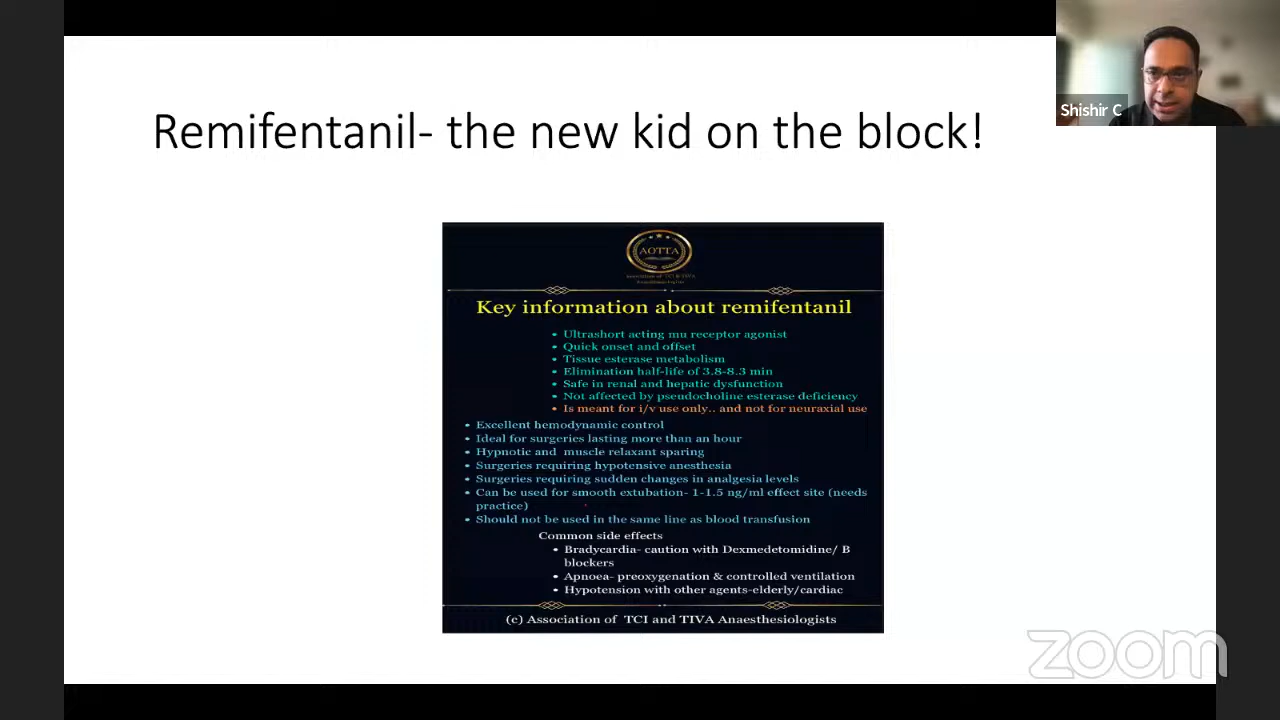 Shishir C
Remifentanil- the new kid on the block!
AOTTA
Association of TCI & TIVA
Key information about remifentanil
• Ultrashort acting mu receptor agonist
• Quick onset and offset
• Tissue esterase metabolism
• Elimination half-life of 3.8-8.3 min
• Safe in renal and hepatic dysfunction
• Not affected by pseudocholine esterase deficiency
• Is meant for i/v use only.. and not for neuraxial use
• Excellent hemodynamic control
• Ideal for surgeries lasting more than an hour
• Hypnotic and muscle relaxant sparing
• Surgeries requiring hypotensive anesthesia
• Surgeries requiring sudden changes in analgesia levels
• Can be used for smooth extubation- 1-1.5 ng/ml effect site (needs
practice)
• Should not be used in the same line as blood transfusion
Common side effects
• Bradycardia- caution with Dexmedetomidine/ B
blockers
• Apnoea- preoxygenation & controlled ventilation
• Hypotension with other agents-elderly/cardiac
(c) Association of TCI and TIVA Anaesthesiologists
zoom